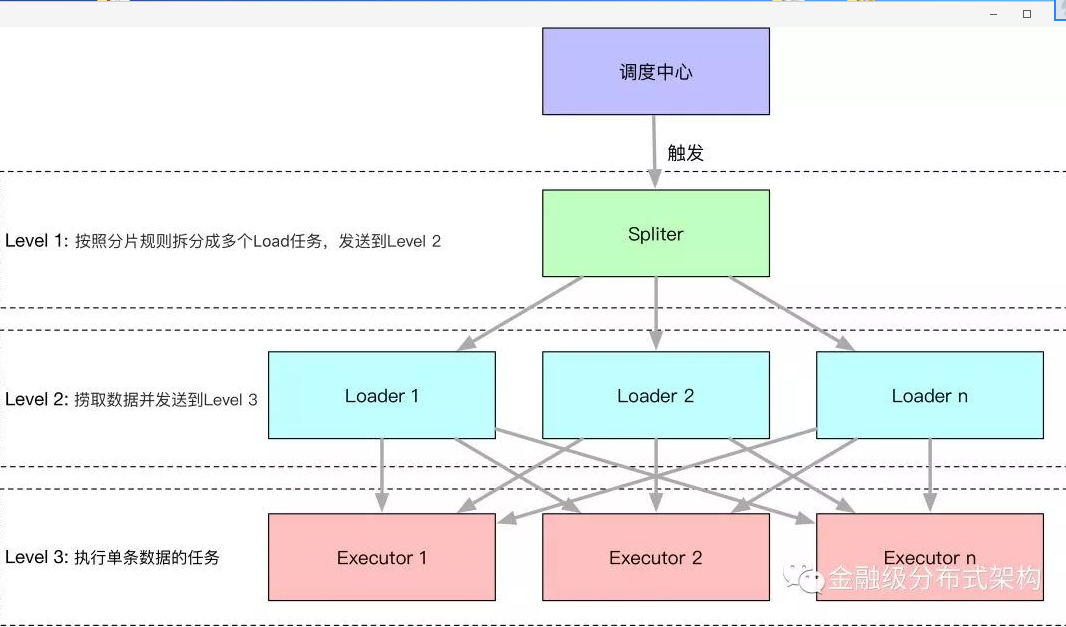 调度中心
触发
Level 1: 按照分片规则拆分成多个Load任务，发送到Level 2
Spliter
Level 2: 捞取数据并发送到Level 3
Loader 1
Loader 2
Loader n
Level 3: 执行单条数据的任务
Executor 1
Executor 2
Executor n
金融级分布式架构